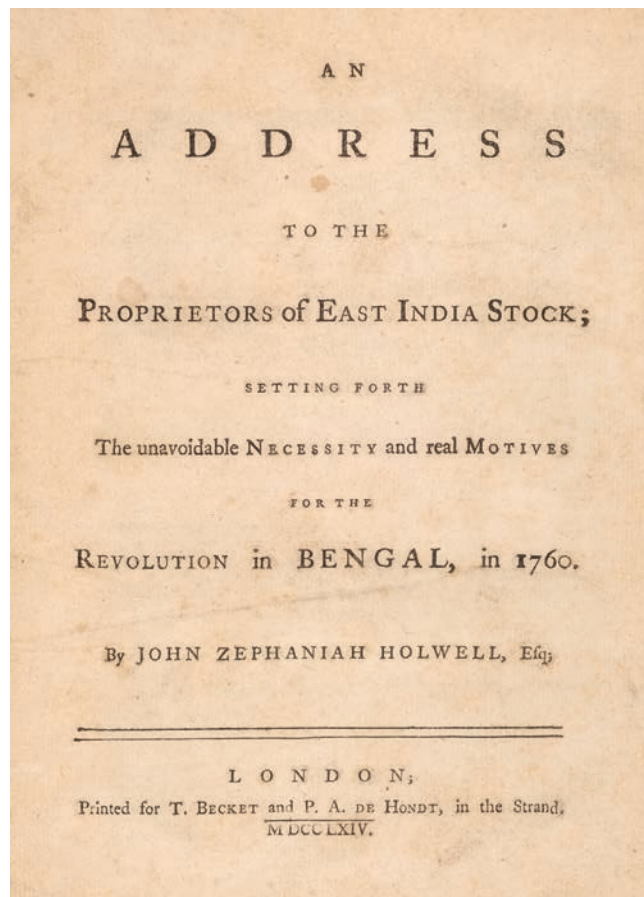 AN
ADDRESS
TO THE
PROPRIETORS of EAST INDIA STOCK;
SETTING FORTH
The unavoidable NECESSITY and real MOTIVES
FOR THE
REVOLUTION in BENGAL, in 1760.
By JOHN ZEPHANIAH HOLWELL, Eſq;
LONDON;
Printed for T. BECKET and P. A. DE HONDT, in the Strand.
MDCCLXIV.